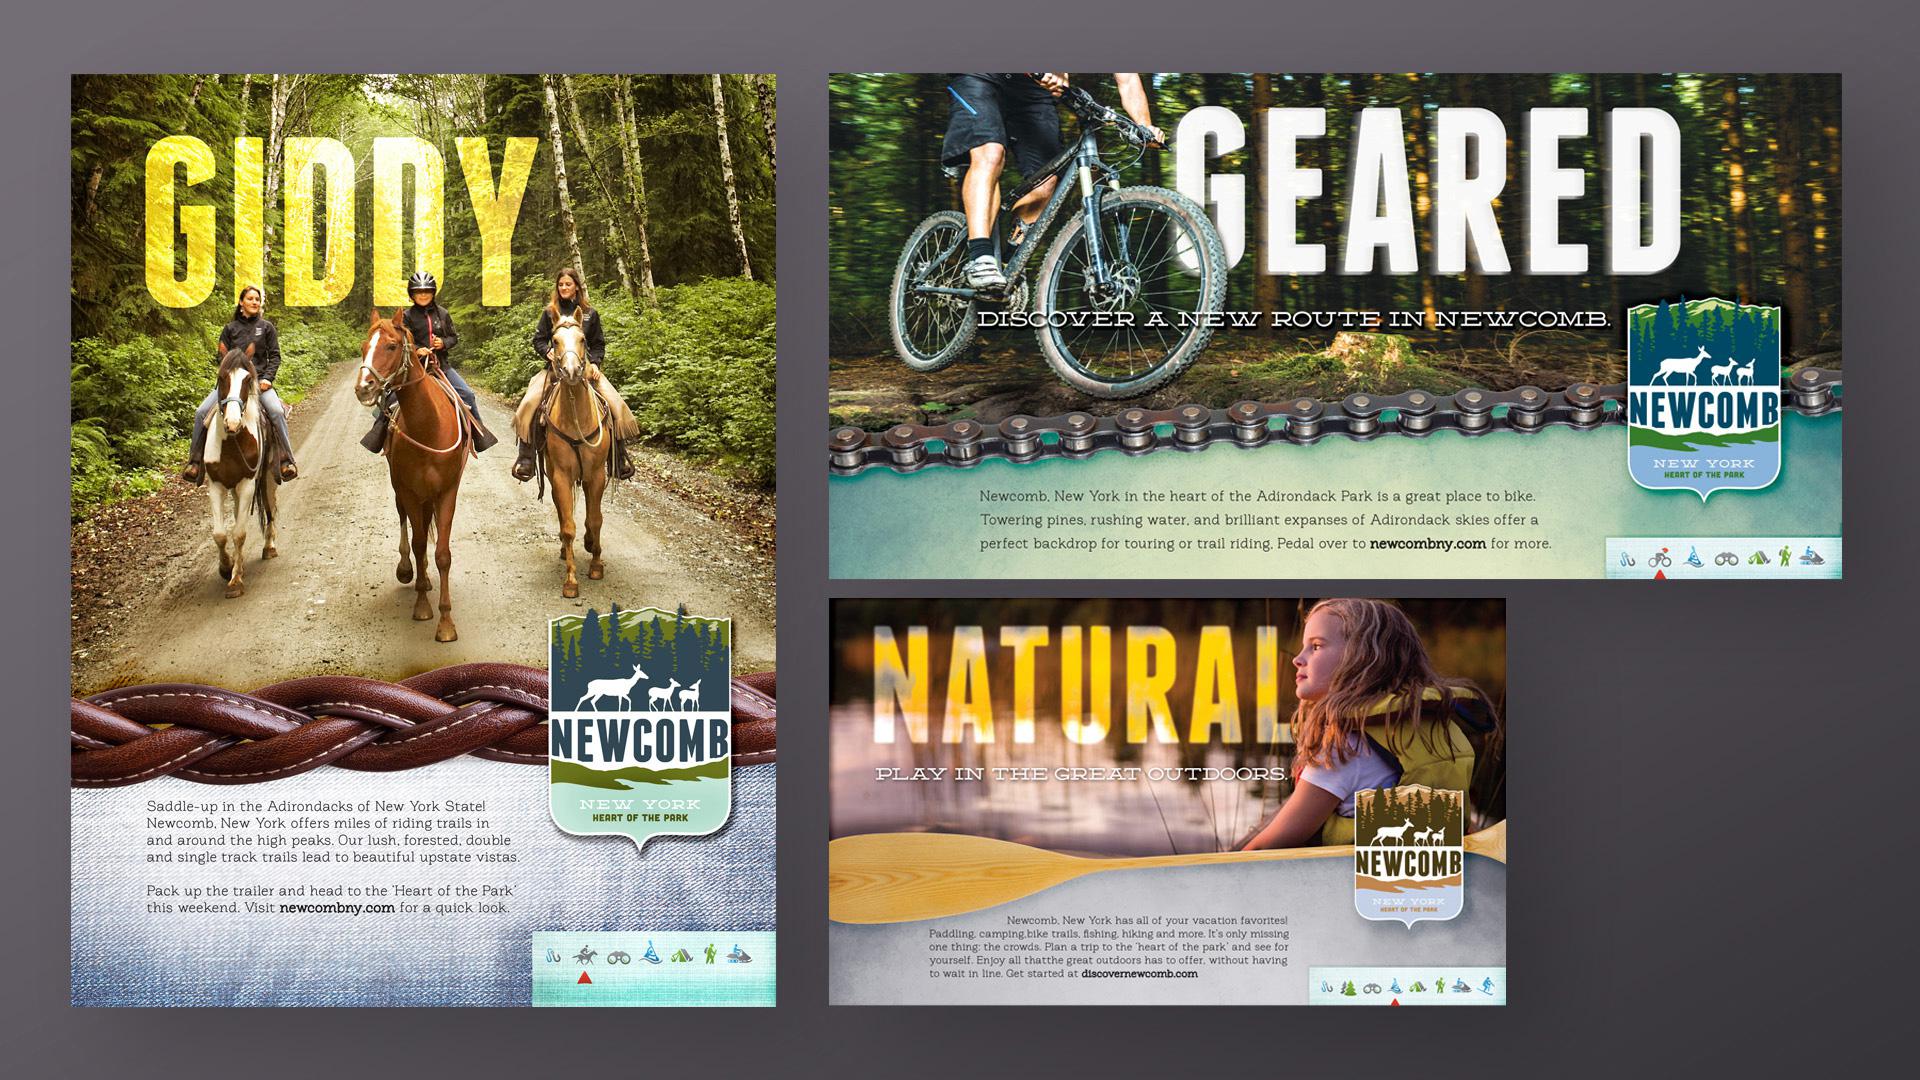 GIDDY
NEWCOMB
NEW YORK
HEART OF THE PARK
Saddle-up in the Adirondacks of New York State!
Newcomb, New York offers miles of riding trails in
and around the high peaks. Our lush, forested, double
and single track trails lead to beautiful upstate vistas.
Pack up the trailer and head to the 'Heart of the Park'
this weekend. Visit newcombny.com for a quick look.
GEARED
DISCOVER A NEW ROUTE IN NEWCOMB.
NEWCOMB
NEW YORK
HEART OF THE PARK
Newcomb, New York in the heart of the Adirondack Park is a great place to bike.
Towering pines, rushing water, and brilliant expanses of Adirondack skies offer a
perfect backdrop for touring or trail riding, Pedal over to newcombny.com for more.
NATURAL
PLAY IN THE GREAT OUTDOORS.
NEWCOMB
NEW YORK
HEART OF THE PARK
Newcomb, New York has all of your vacation favorites!
Paddling, camping,bike trails, fishing, hiking and more. It's only missing
one thing: the crowds. Plan a trip to the 'heart of the park' and see for
yourself. Enjoy all thatthe great outdoors has to offer, without having
to wait in line. Get started at discovernewcomb.com